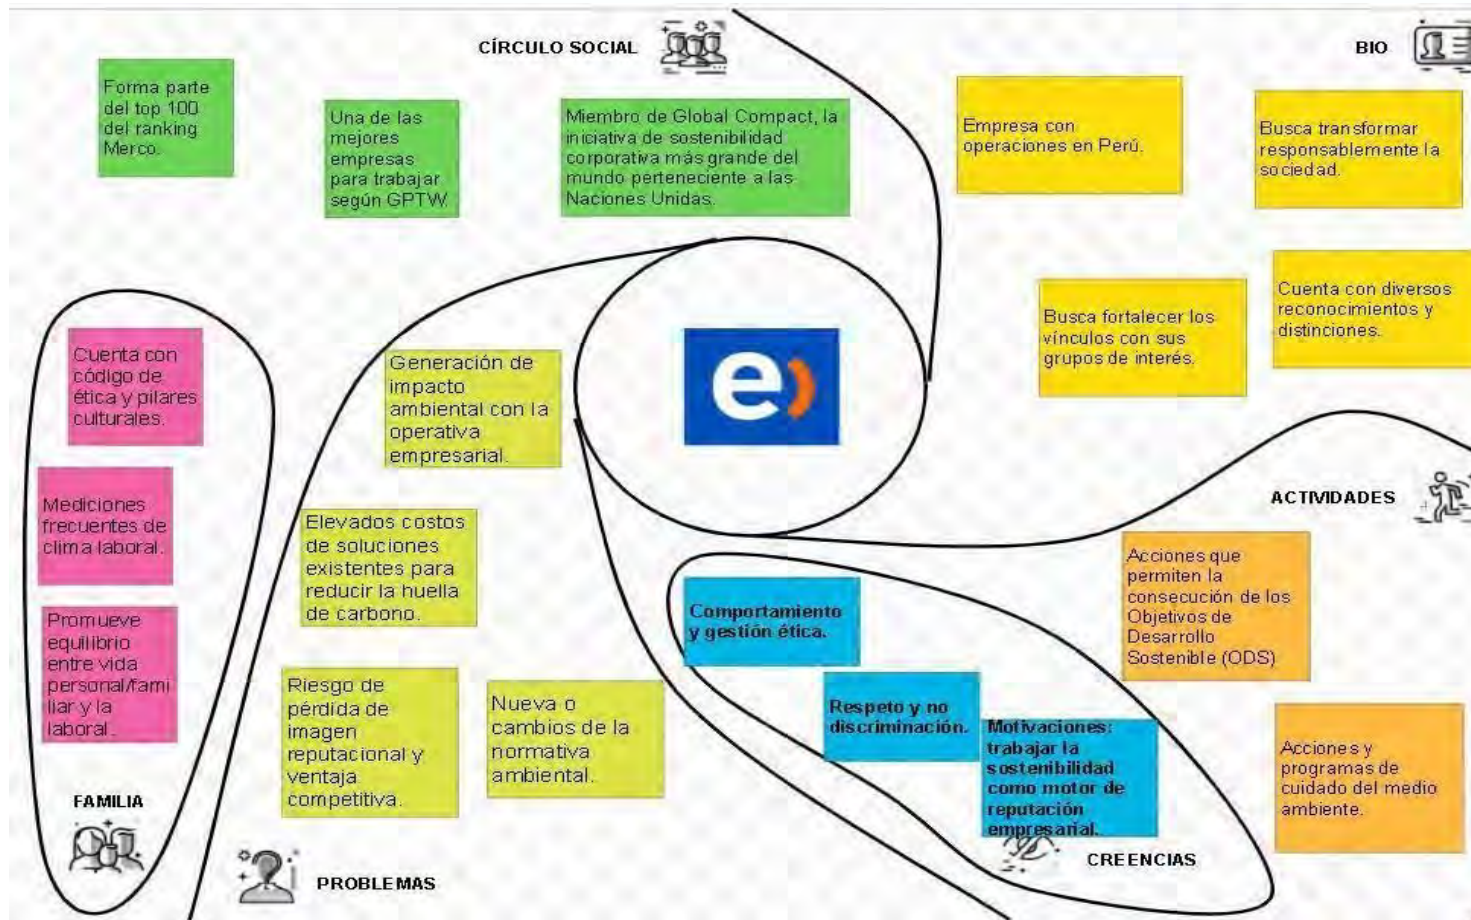 CÍRCULO SOCIAL
Forma parte
del top 100
del ranking
Merco.
Una de las
mejores
empresas
para trabajar
según GPTW
Miembro de Global Compact, la
iniciativa de sostenibilidad
corporativa más grande del
mundo perteneciente a las
Naciones Unidas.
BIO
Empresa con
operaciones en Perú.
Busca transformar
responsablemente la
sociedad.
Busca fortalecer los
vínculos con sus
grupos de interés.
Cuenta con diversos
reconocimientos y
distinciones.
e)
Cuenta con
código de
ética y pilares
culturales.
Mediciones
frecuentes de
clima laboral.
Promueve
equilibrio
entre vida
personal/fami
liar y la
laboral.
FAMILIA
Generación de
impacto
ambiental con la
operativa
empresarial.
Elevados costos
de soluciones
existentes para
reducir la huella
de carbono.
Riesgo de
pérdida de
imagen
reputacional y
ventaja
competitiva.
Nueva o
cambios de la
normativa
ambiental.
PROBLEMAS
Comportamiento
y gestión ética.
Respeto y no
discriminación.
Motivaciones:
trabajar la
sostenibilidad
como motor de
reputación
empresarial.
CREENCIAS
ACTIVIDADES
Acciones que
permiten la
consecución de los
Objetivos de
Desarrollo
Sostenible (ODS)
Acciones y
programas de
cuidado del medio
ambiente.